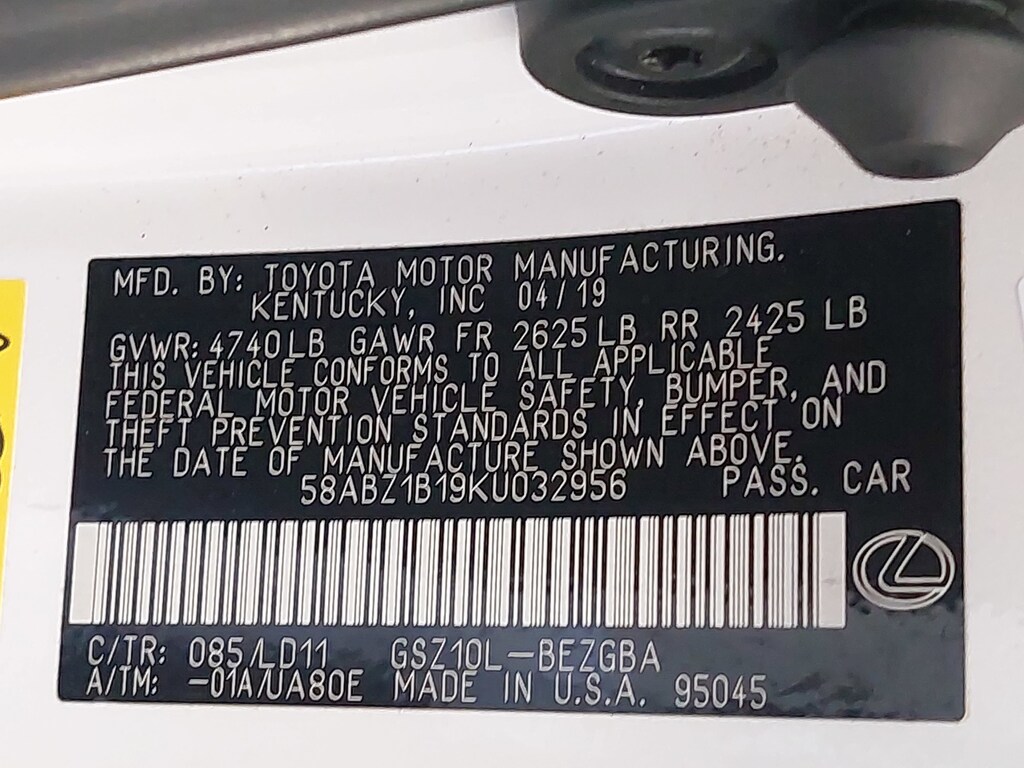 MFD. BY: TOYOTA MOTOR MANUFACTURING.
KENTUCKY, INC 04/19
GVWR: 4740LB GAWR FR 2625LB RR 2425 LB
THIS VEHICLE CONFORMS TO ALL APPLICABLE
FEDERAL MOTOR VEHICLE SAFETY, BUMPER, AND
THEFT PREVENTION STANDARDS IN EFFECT ON
THE DATE OF MANUFACTURE SHOWN ABOVE.
58ABZ1B19KU032956 PASS. CAR
C/TR: 085/LD11 GSZ10L-BEZGBA
A/TM: -01A/UA80E MADE IN U.S.A. 95045